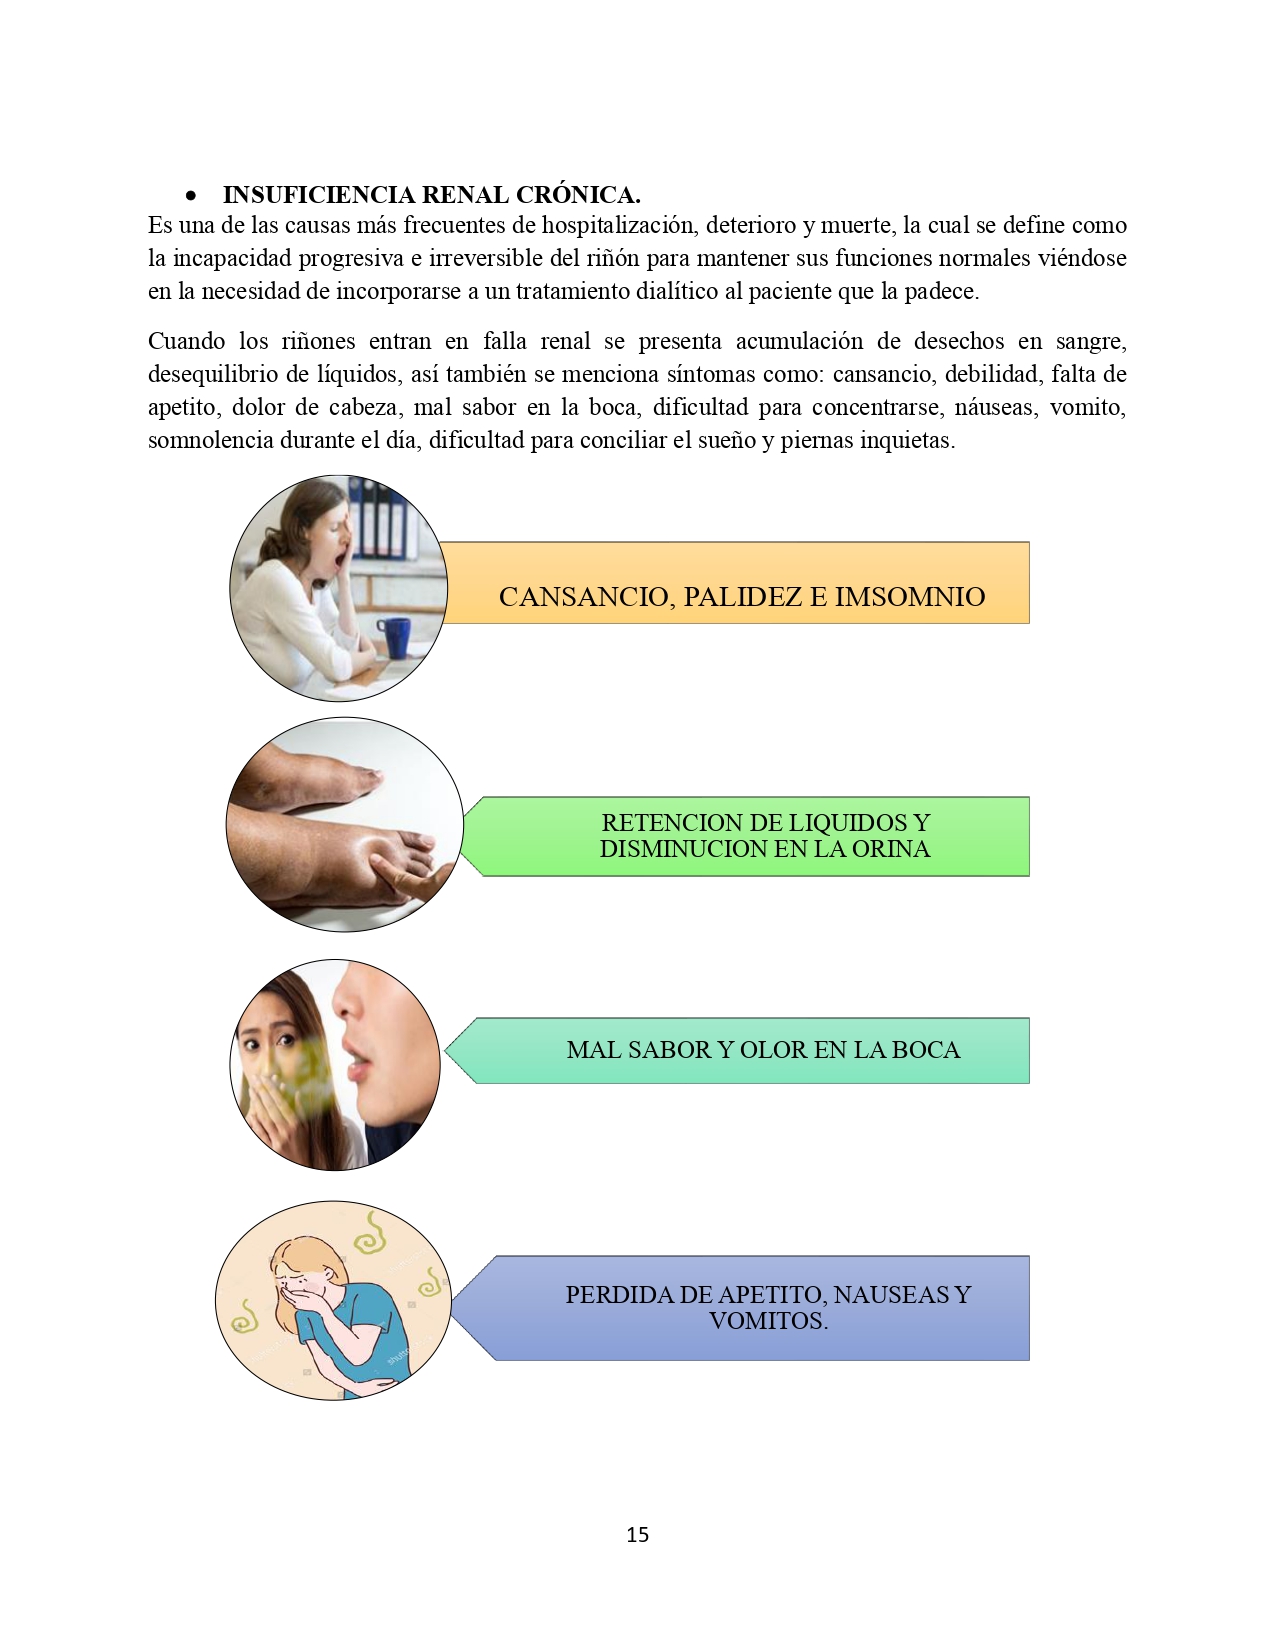 • INSUFICIENCIA RENAL CRÓNICA.
Es una de las causas más frecuentes de hospitalización, deterioro y muerte, la cual se define como
la incapacidad progresiva e irreversible del riñón para mantener sus funciones normales viéndose
en la necesidad de incorporarse a un tratamiento dialítico al paciente que la padece.
Cuando los riñones entran en falla renal se presenta acumulación de desechos en sangre,
desequilibrio de líquidos, así también se menciona síntomas como: cansancio, debilidad, falta de
apetito, dolor de cabeza, mal sabor en la boca, dificultad para concentrarse, náuseas, vomito,
somnolencia durante el día, dificultad para conciliar el sueño y piernas inquietas.
CANSANCIO, PALIDEZ E IMSOMNIO
RETENCION DE LIQUIDOS Y
DISMINUCION EN LA ORINA
MAL SABOR Y OLOR EN LA BOCA
PERDIDA DE APETITO, NAUSEAS Y
VOMITOS.
15